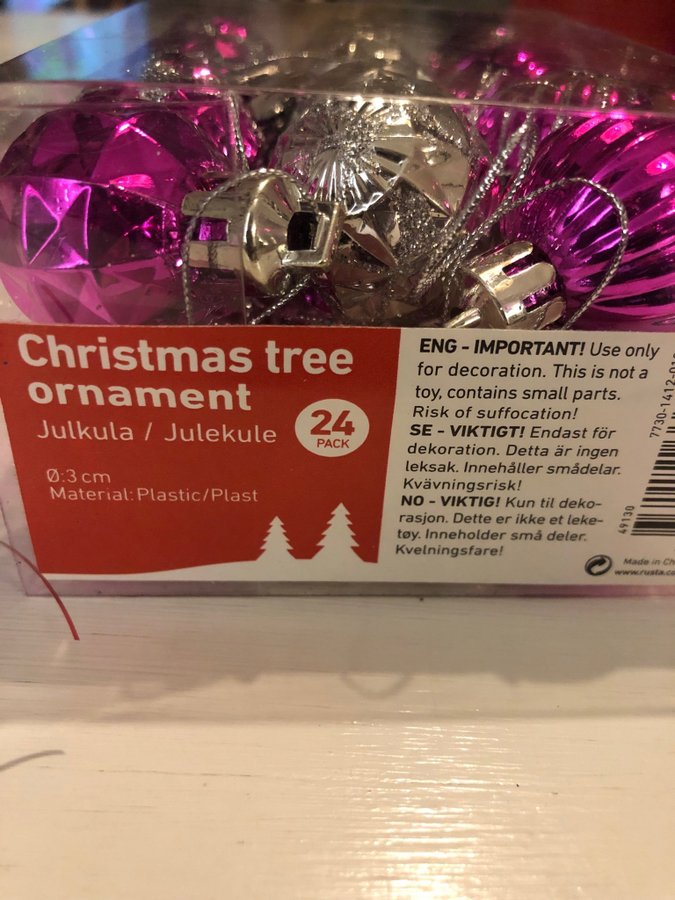 Christmas tree
ornament
Julkula / Julekule
24
PACK
Ø:3 cm
Material:Plastic/Plast
ENG - IMPORTANT! Use only
for decoration. This is not a
toy, contains small parts.
Risk of suffocation!
SE - VIKTIGT! Endast för
dekoration. Detta är ingen
leksak. Innehåller smådelar.
Kvävningsrisk!
NO - VIKTIG! Kun til deko-
rasjon. Dette er ikke et leke-
tøy. Inneholder små deler.
Kvelningsfare!
49130
Made in